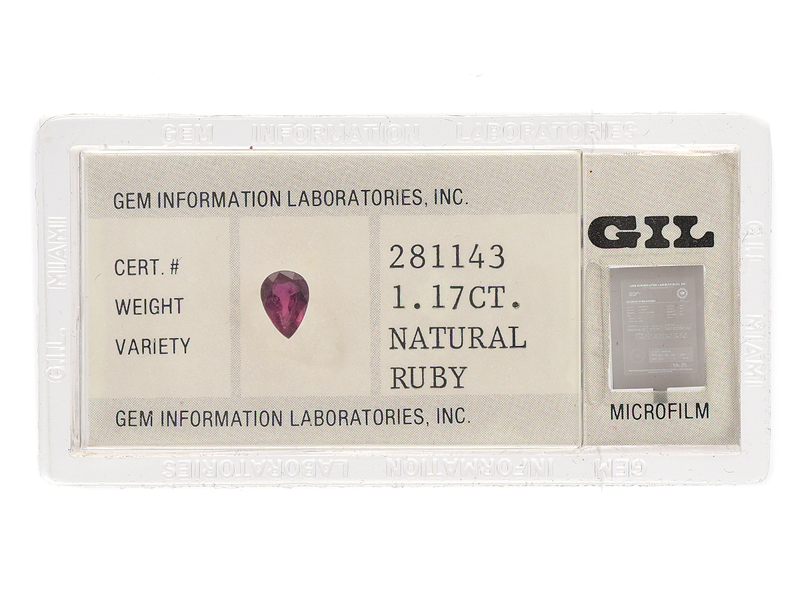 GEM INFORMATION LABORATORIES
GEM INFORMATION LABORATORIES, INC.
CERT. # 281143
WEIGHT 1.17CT.
VARIETY NATURAL
RUBY
GEM INFORMATION LABORATORIES, INC.
GIL
MICROFILM
G.I.L. MIAMI
GIL MIAMI
GEM INFORMATION LABORATORIES